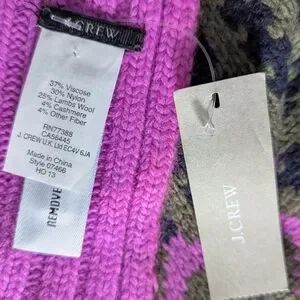 J.CREW
37% Viscose
30% Nylon
25% Lambs Wool
4% Cashmere
4% Other Fiber
RN77388
CA56445
J. CREW U.K. Ltd EC4V 6JA
Made in China
Style 07466
HO 13
REMOVE
J.CREW